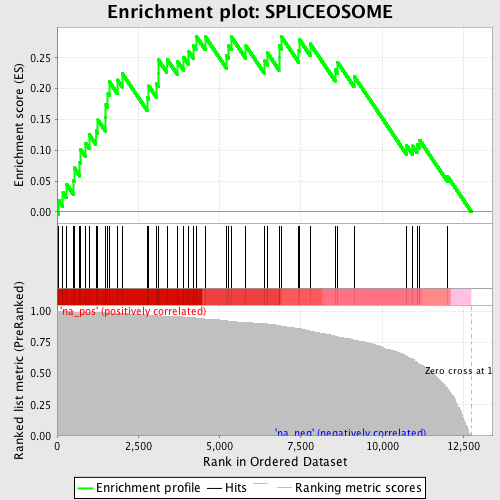 Enrichment plot: SPLICEOSOME
Enrichment score (ES)
0.25
0.20
0.15
0.10
0.05
0.00
'na_pos' (positively correlated)
Ranked list metric (PreRanked)
1.00
0.75
0.50
0.25
0.00
Zero cross at 1
'na_neg' (negatively correlated)
0
2,500
5,000
7,500
10,000
12,500
Rank in Ordered Dataset
Enrichment profile
Hits
Ranking metric scores